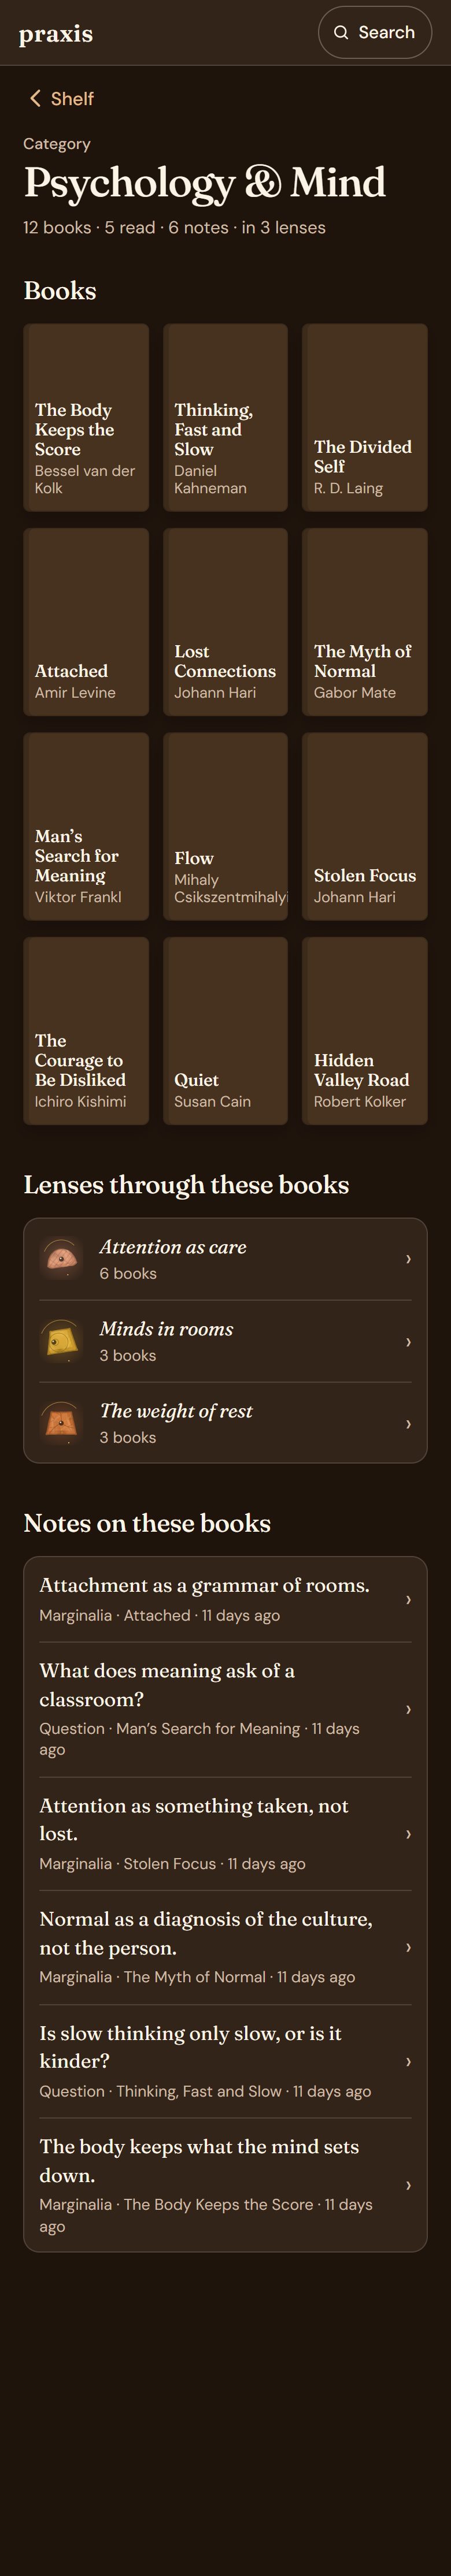 praxis
Search
Shelf
Category
Psychology & Mind
12 books · 5 read · 6 notes · in 3 lenses
Books
The Body
Keeps the
Score
Bessel van der
Kolk
Thinking,
Fast and
Slow
Daniel
Kahneman
The Divided
Self
R. D. Laing
Attached
Amir Levine
Lost
Connections
Johann Hari
The Myth of
Normal
Gabor Mate
Man’s
Search for
Meaning
Viktor Frankl
Flow
Mihaly
Csikszentmihalyi
Stolen Focus
Johann Hari
The
Courage to
Be Disliked
Ichiro Kishimi
Quiet
Susan Cain
Hidden
Valley Road
Robert Kolker
Lenses through these books
Attention as care
6 books
Minds in rooms
3 books
The weight of rest
3 books
Notes on these books
Attachment as a grammar of rooms.
Marginalia · Attached · 11 days ago
What does meaning ask of a
classroom?
Question · Man’s Search for Meaning · 11 days
ago
Attention as something taken, not
lost.
Marginalia · Stolen Focus · 11 days ago
Normal as a diagnosis of the culture,
not the person.
Marginalia · The Myth of Normal · 11 days ago
Is slow thinking only slow, or is it
kinder?
Question · Thinking, Fast and Slow · 11 days ago
The body keeps what the mind sets
down.
Marginalia · The Body Keeps the Score · 11 days
ago